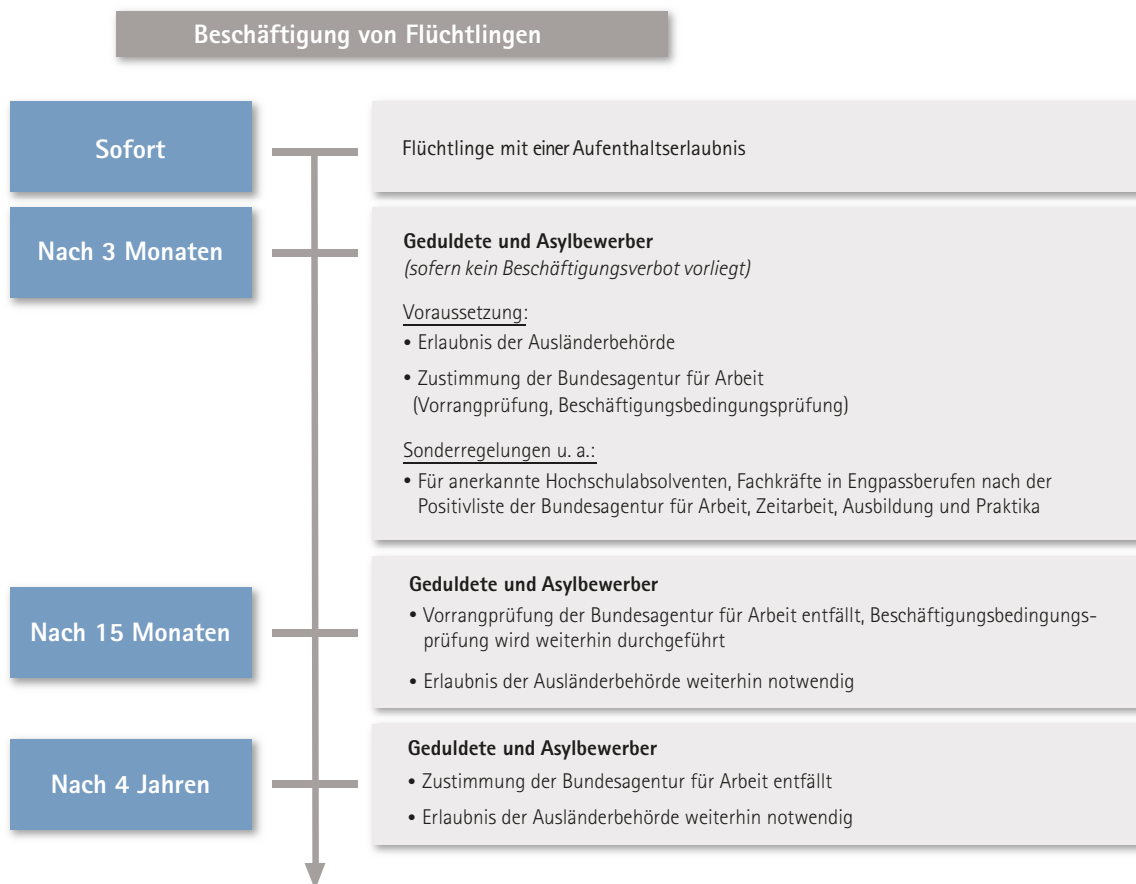 Beschäftigung von Flüchtlingen
Sofort
Flüchtlinge mit einer Aufenthaltserlaubnis
Nach 3 Monaten
Geduldete und Asylbewerber
(sofern kein Beschäftigungsverbot vorliegt)
Voraussetzung:
• Erlaubnis der Ausländerbehörde
• Zustimmung der Bundesagentur für Arbeit
(Vorrangprüfung, Beschäftigungsbedingungsprüfung)
Sonderregelungen u. a.:
• Für anerkannte Hochschulabsolventen, Fachkräfte in Engpassberufen nach der
Positivliste der Bundesagentur für Arbeit, Zeitarbeit, Ausbildung und Praktika
Nach 15 Monaten
Geduldete und Asylbewerber
• Vorrangprüfung der Bundesagentur für Arbeit entfällt, Beschäftigungsbedingungs-
prüfung wird weiterhin durchgeführt
• Erlaubnis der Ausländerbehörde weiterhin notwendig
Nach 4 Jahren
Geduldete und Asylbewerber
• Zustimmung der Bundesagentur für Arbeit entfällt
• Erlaubnis der Ausländerbehörde weiterhin notwendig